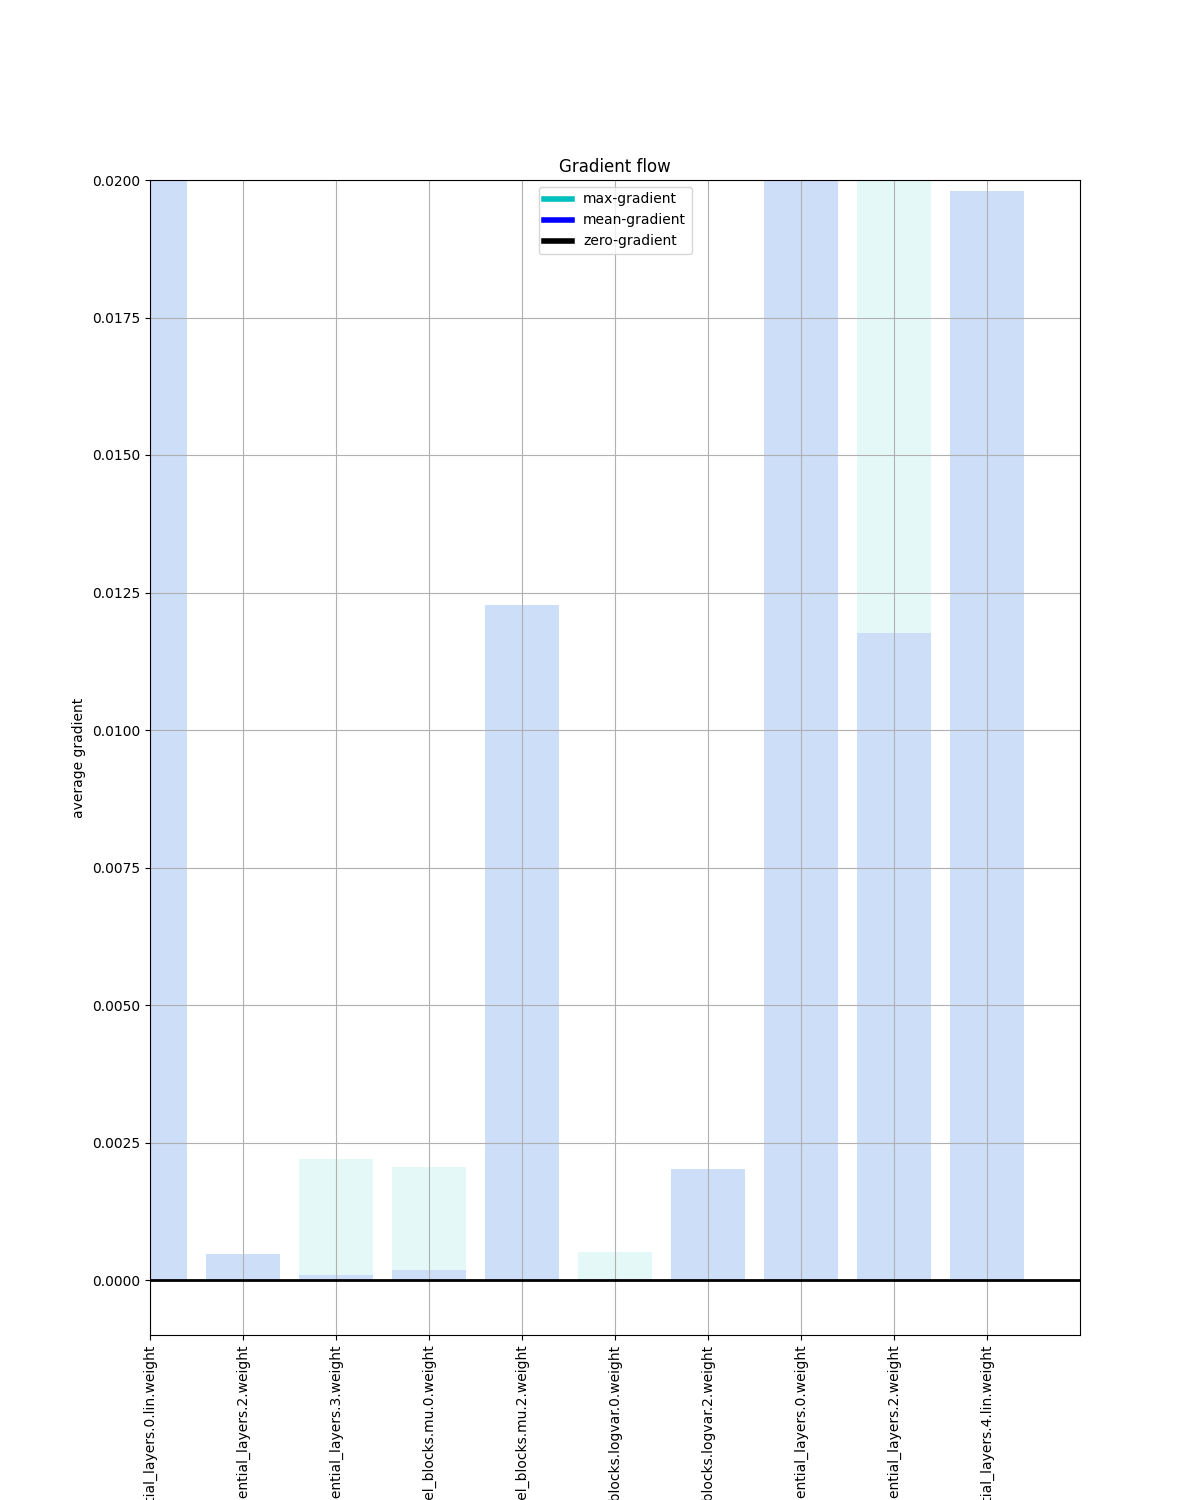 Gradient flow
max-gradient
mean-gradient
zero-gradient
0.0200
0.0175
0.0150
0.0125
0.0100
0.0075
0.0050
0.0025
0.0000
average gradient
tial_layers.0.lin.weight
ential_layers.2.weight
ential_layers.3.weight
el_blocks.mu.0.weight
el_blocks.mu.2.weight
blocks.logvar.0.weight
blocks.logvar.2.weight
ential_layers.0.weight
ential_layers.2.weight
tial_layers.4.lin.weight